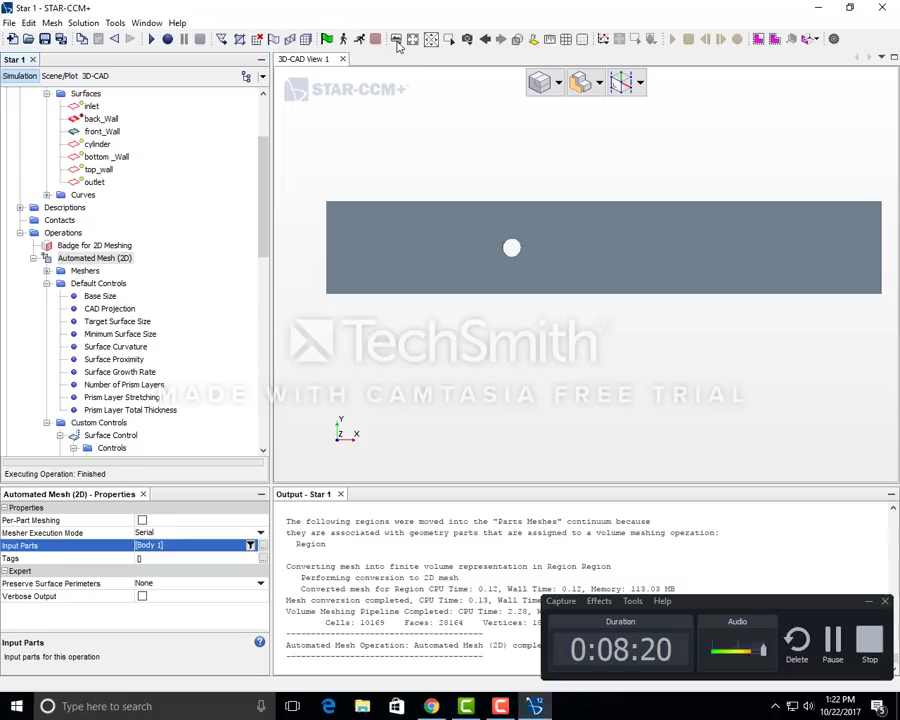 Star 1 - STAR-CCM+
File Edit Mesh Solution Tools Window Help
Star 1
3D-CAD View 1
Simulation Scene/Plot 3D-CAD
STAR-CCM+
Surfaces
inlet
back_Wall
front_Wall
cylinder
bottom _Wall
top_wall
outlet
Curves
Descriptions
Contacts
Operations
Badge for 2D Meshing
Automated Mesh (2D)
Meshers
Default Controls
Base Size
CAD Projection
Target Surface Size
Minimum Surface Size
Surface Curvature
Surface Proximity
Surface Growth Rate
Number of Prism Layers
Prism Layer Stretching
Prism Layer Total Thickness
Custom Controls
Surface Control
Controls
TechSmith®
MADE WITH CAMTASIA FREE TRIAL
Y
Z X
Executing Operation: Finished
Automated Mesh (2D) - Properties
Properties
Per-Part Meshing
Mesher Execution Mode Serial
Input Parts [Body 1]
Tags []
Expert
Preserve Surface Perimeters None
Verbose Output
Input Parts
Input parts for this operation
Output - Star 1
The following regions were moved into the "Parts Meshes" continuum because
they are associated with geometry parts that are assigned to a volume meshing operation:
Region
Converting mesh into finite volume representation in Region Region
Performing conversion to 2D mesh
Converted mesh for Region CPU Time: 0.12, Wall Time: 0.12, Memory: 113.03 MB
Mesh conversion completed, CPU Time: 0.13, Wall
Volume Meshing Pipeline Completed: CPU Time: 2.28,
Cells: 10169 Faces: 28164 Vertices:
Automated Mesh Operation: Automated Mesh (2D)
Capture Effects Tools Help
Duration
0:08:20
Audio
Delete Pause Stop
Type here to search
12
1:22 PM
10/22/2017